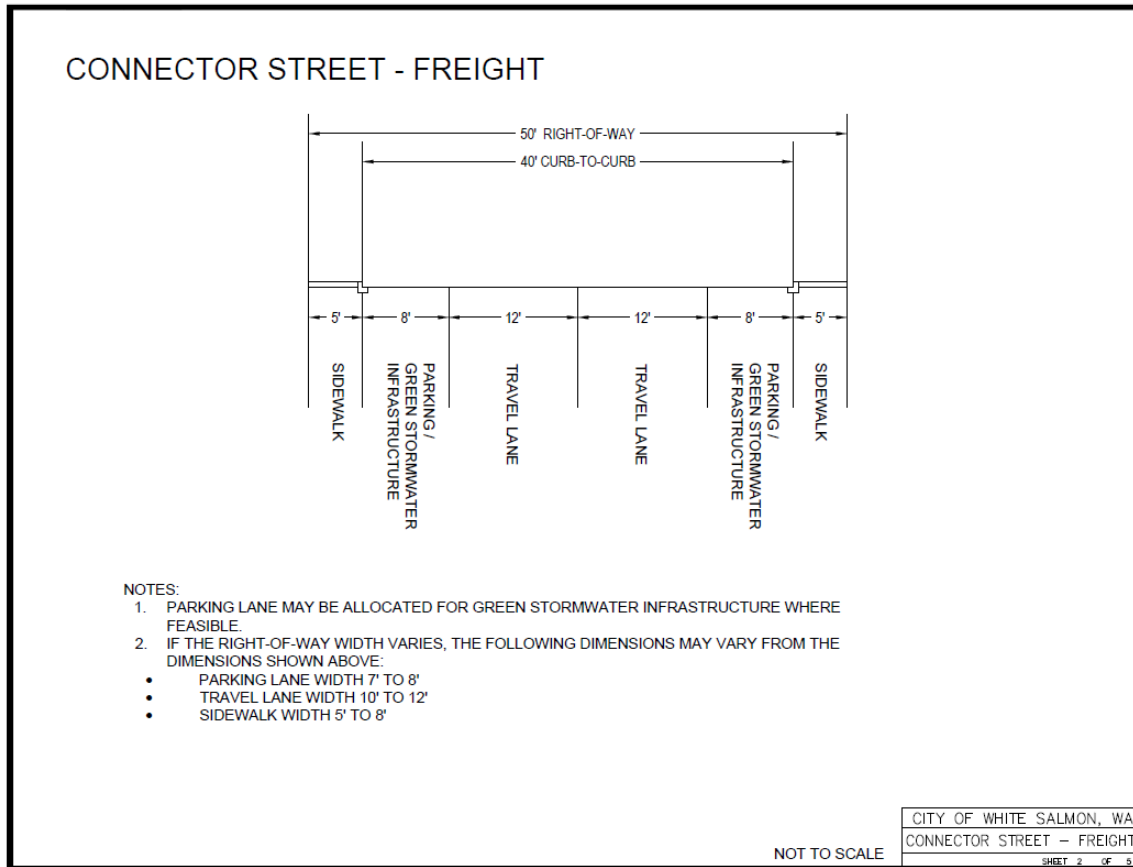 CONNECTOR STREET - FREIGHT
50' RIGHT-OF-WAY
40' CURB-TO-CURB
5'
8'
12'
12'
8'
5'
SIDEWALK
PARKING /
GREEN STORMWATER
INFRASTRUCTURE
TRAVEL LANE
TRAVEL LANE
PARKING /
GREEN STORMWATER
INFRASTRUCTURE
SIDEWALK
NOTES:
1. PARKING LANE MAY BE ALLOCATED FOR GREEN STORMWATER INFRASTRUCTURE WHERE
FEASIBLE.
2. IF THE RIGHT-OF-WAY WIDTH VARIES, THE FOLLOWING DIMENSIONS MAY VARY FROM THE
DIMENSIONS SHOWN ABOVE:
• PARKING LANE WIDTH 7' TO 8'
• TRAVEL LANE WIDTH 10' TO 12'
• SIDEWALK WIDTH 5' TO 8'
NOT TO SCALE
CITY OF WHITE SALMON, WA
CONNECTOR STREET – FREIGHT
SHEET 2 OF 5